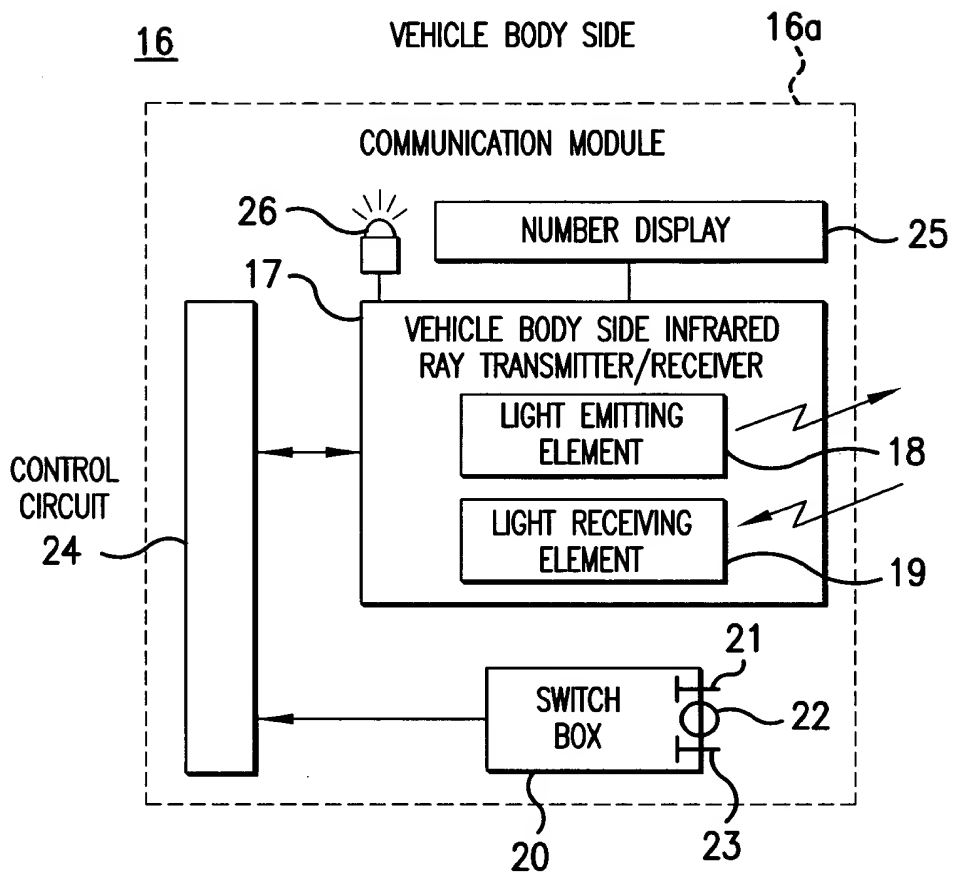 16
VEHICLE BODY SIDE
16a
COMMUNICATION MODULE
26
NUMBER DISPLAY
25
17
VEHICLE BODY SIDE INFRARED
RAY TRANSMITTER/RECEIVER
LIGHT EMITTING
ELEMENT
18
CONTROL
CIRCUIT
24
LIGHT RECEIVING
ELEMENT
19
21
SWITCH
BOX
22
20
23